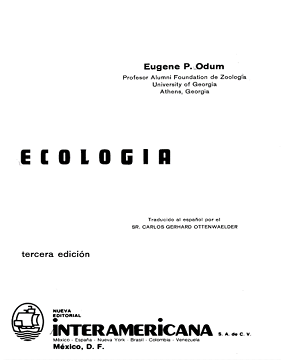 Eugene P. Odum
Profesor Alumni Foundation de Zoología
University of Georgia
Athens, Georgia
ECOLOGIA
Traducido al español por el
SR. CARLOS GERHARD OTTENWAELDER
tercera edición
NUEVA
EDITORIAL
INTERAMERICANA S. A. de C. V.
México - España - Nueva York - Brasil - Colombia - Venezuela
México, D. F.